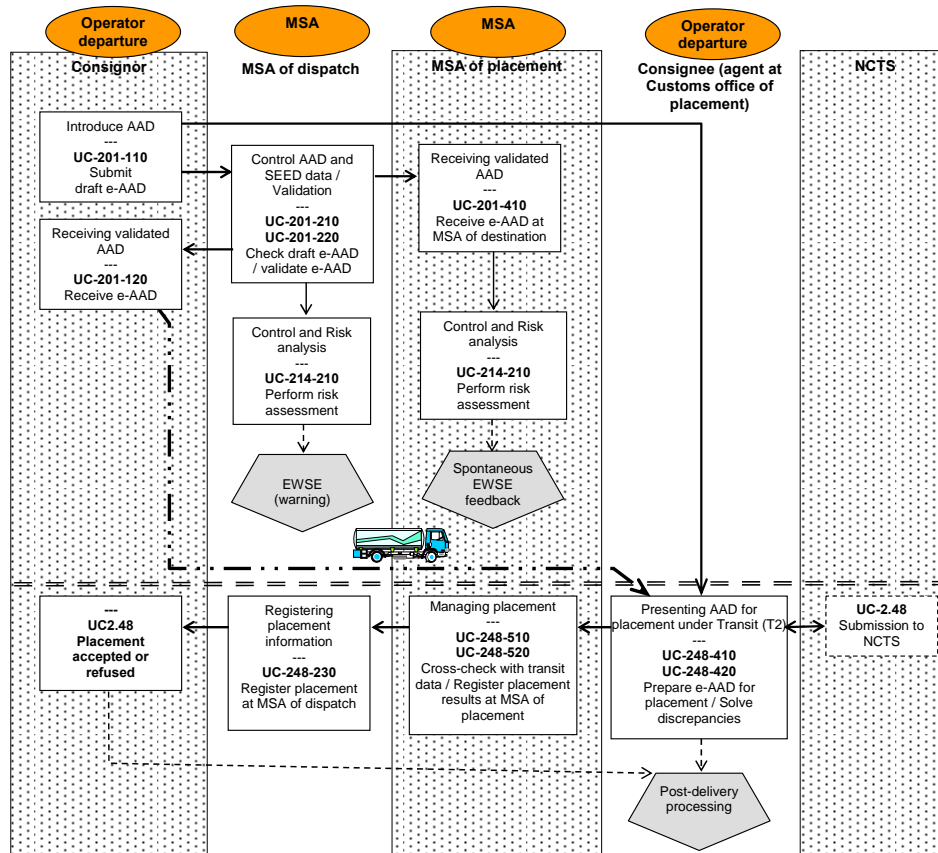 Operator
departure
Consignor
MSA
MSA of dispatch
MSA
MSA of placement
Operator
departure
Consignee (agent at
Customs office of
placement)
NCTS
Introduce AAD
---
UC-201-110
Submit
draft e-AAD
Control AAD and
SEED data /
Validation
---
UC-201-210
UC-201-220
Check draft e-AAD
/ validate e-AAD
Receiving validated
AAD
---
UC-201-410
Receive e-AAD at
MSA of destination
Receiving validated
AAD
---
UC-201-120
Receive e-AAD
Control and Risk
analysis
---
UC-214-210
Perform risk
assessment
Control and Risk
analysis
---
UC-214-210
Perform risk
assessment
EWSE
(warning)
Spontaneous
EWSE
feedback
---
UC2.48
Placement
accepted or
refused
Registering
placement
information
---
UC-248-230
Register placement
at MSA of dispatch
Managing placement
---
UC-248-510
UC-248-520
Cross-check with transit
data / Register placement
results at MSA of
placement
Presenting AAD for
placement under Transit (T2)
---
UC-248-410
UC-248-420
Prepare e-AAD for
placement / Solve
discrepancies
UC-2.48
Submission to
NCTS
Post-delivery
processing